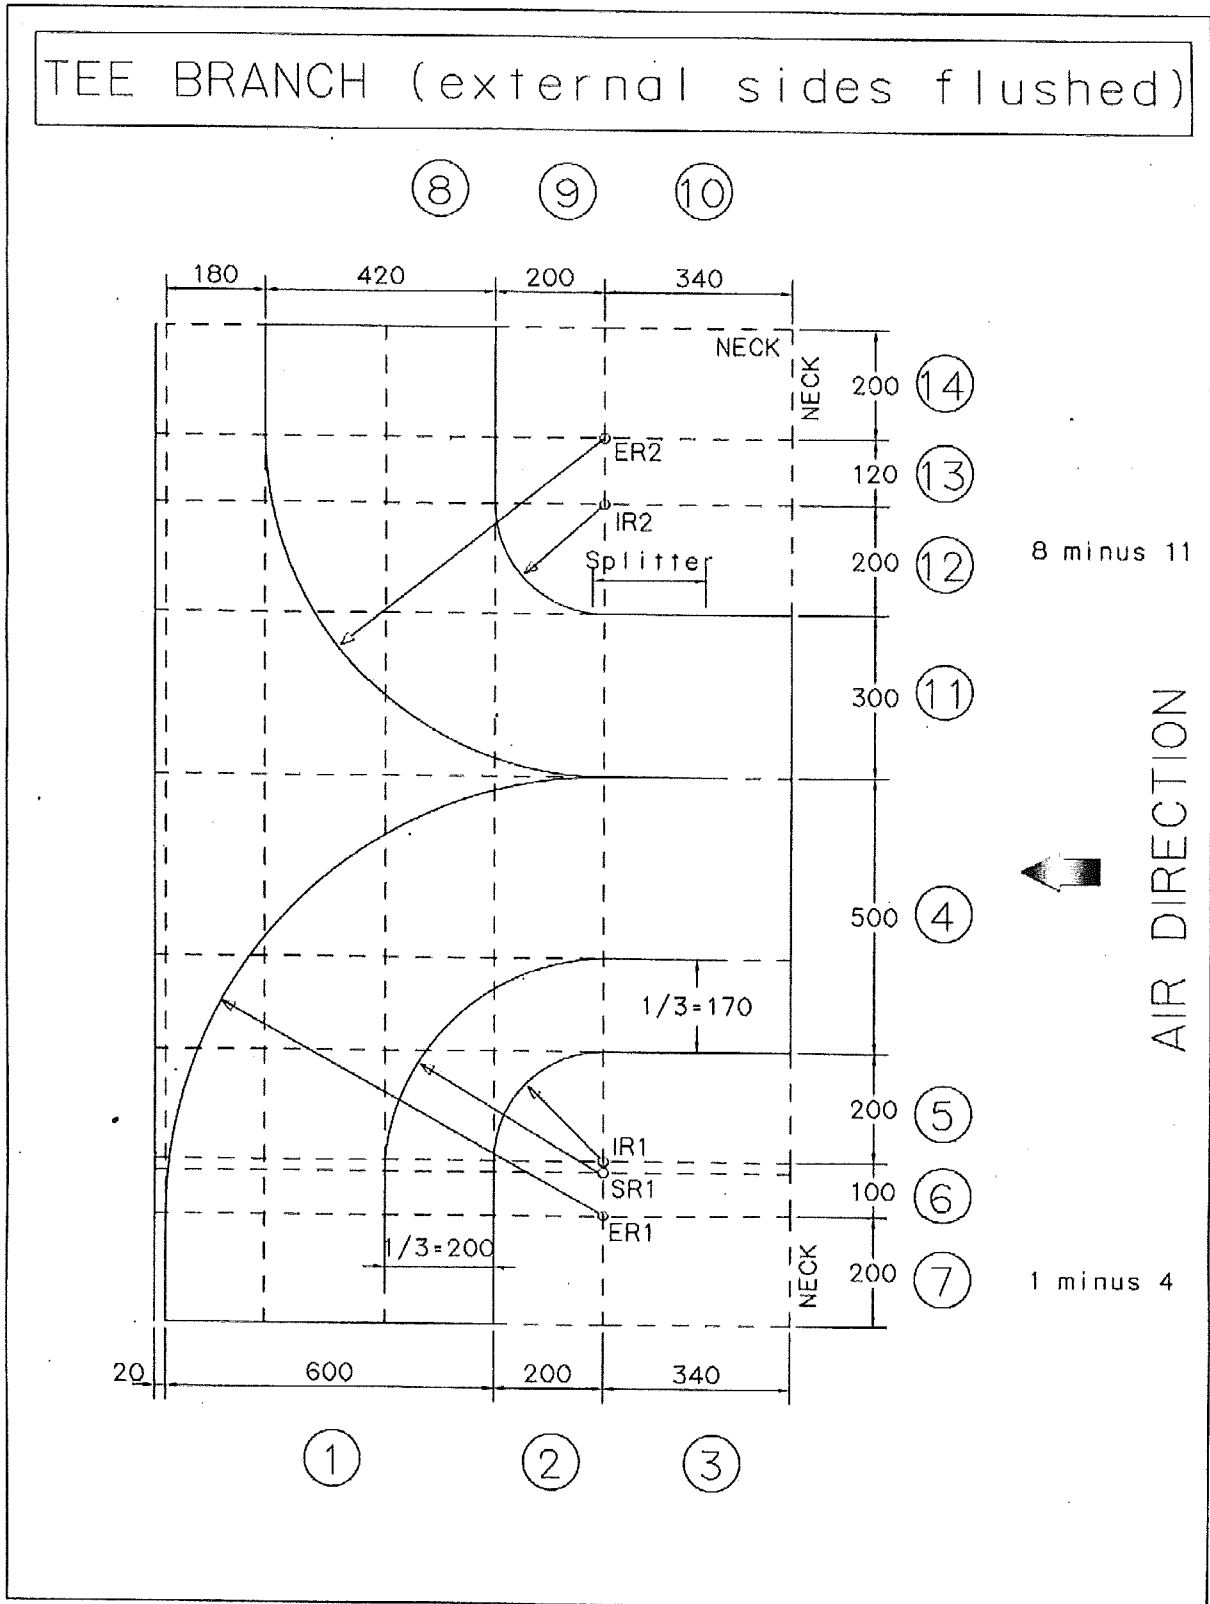 TEE BRANCH (external sides flushed)
8 9 10
180 420 200 340
NECK
NECK
200 14
ER2
120 13
IR2
Splitter
200 12
8 minus 11
300 11
AIR DIRECTION
500 4
1/3=170
200 5
IR1
SR1
100 6
ER1
1/3=200
NECK
200 7
1 minus 4
20 600 200 340
1 2 3